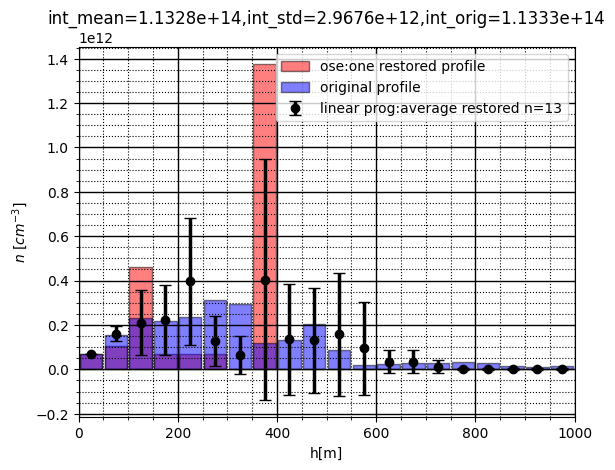 int_mean=1.1328e+14,int_std=2.9676e+12,int_orig=1.1333e+14
1e12
ose:one restored profile
original profile
linear prog:average restored n=13
1.4
1.2
1.0
0.8
0.6
0.4
0.2
0.0
−0.2
n [cm⁻³]
0 200 400 600 800 1000
h[m]